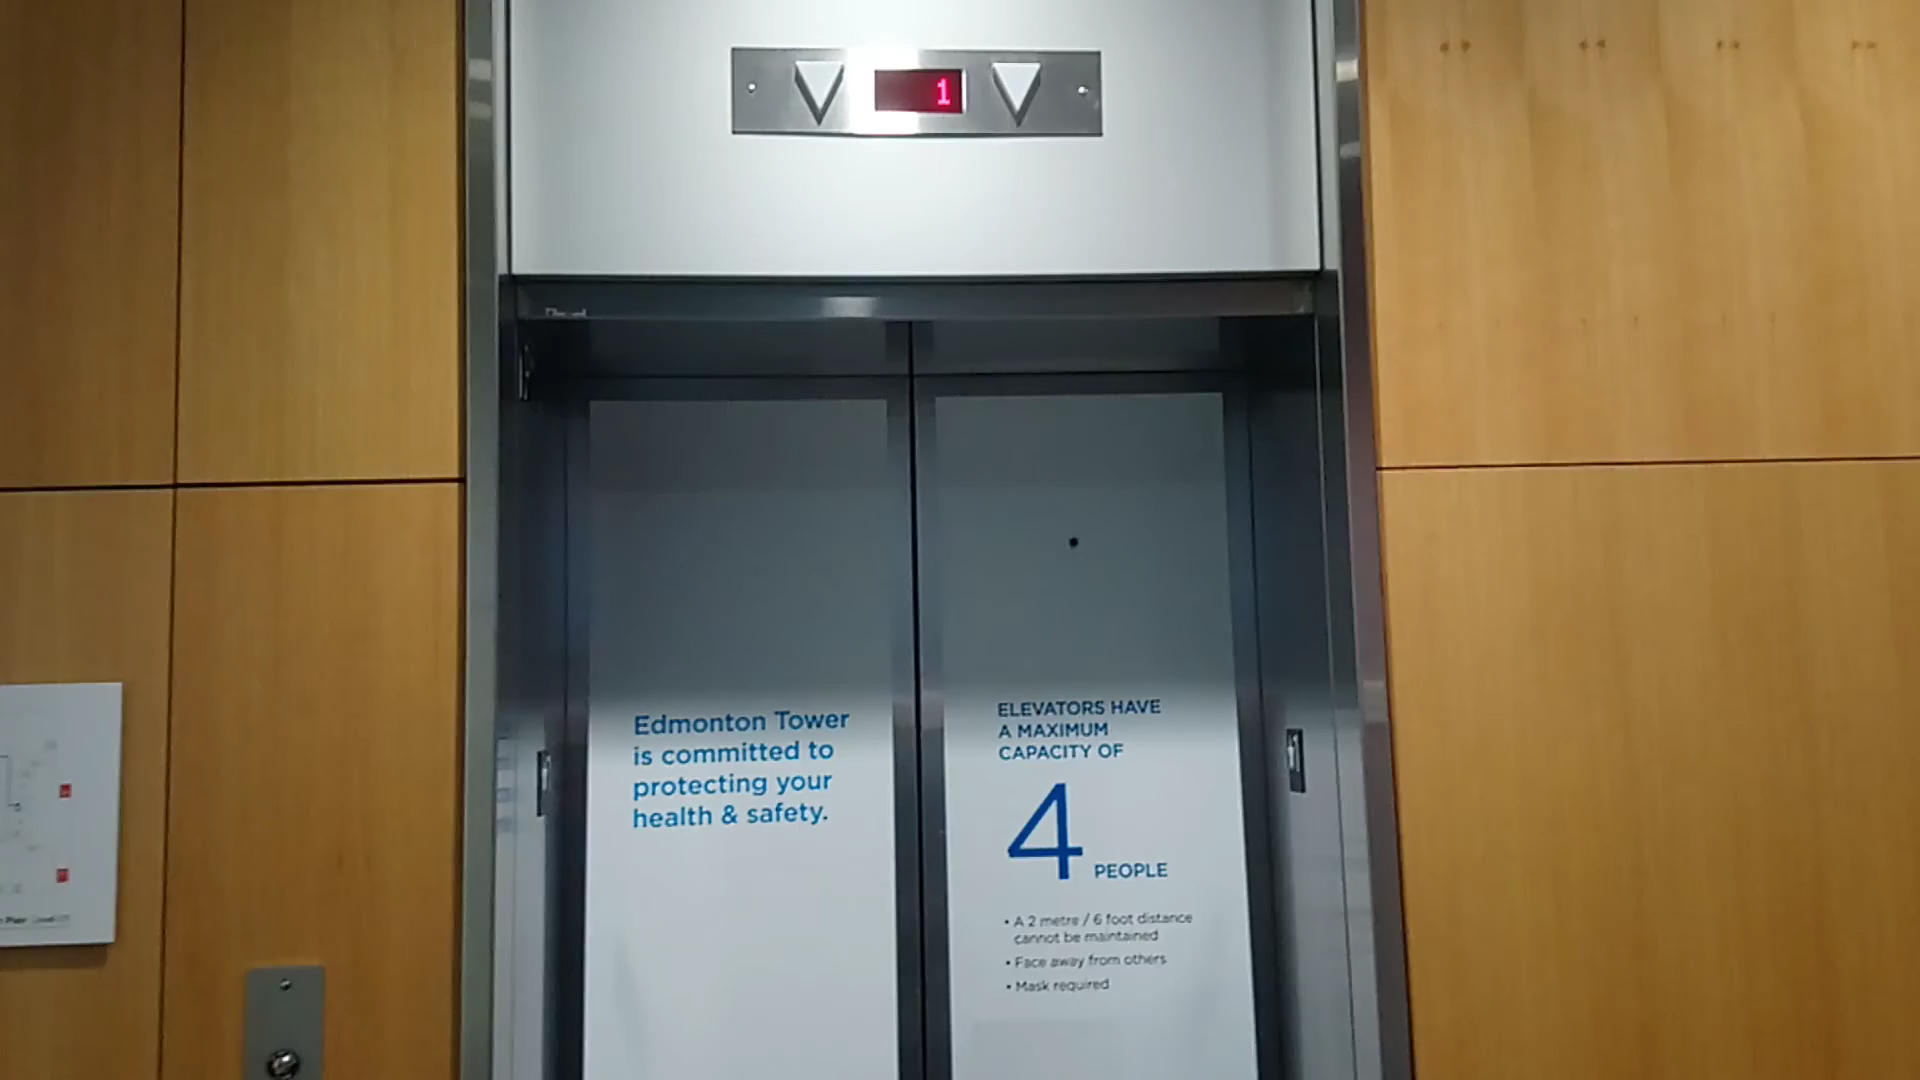 1
Edmonton Tower
is committed to
protecting your
health & safety.
ELEVATORS HAVE
A MAXIMUM
CAPACITY OF
4 PEOPLE
• A 2 metre / 6 foot distance
cannot be maintained
• Face away from others
• Mask required